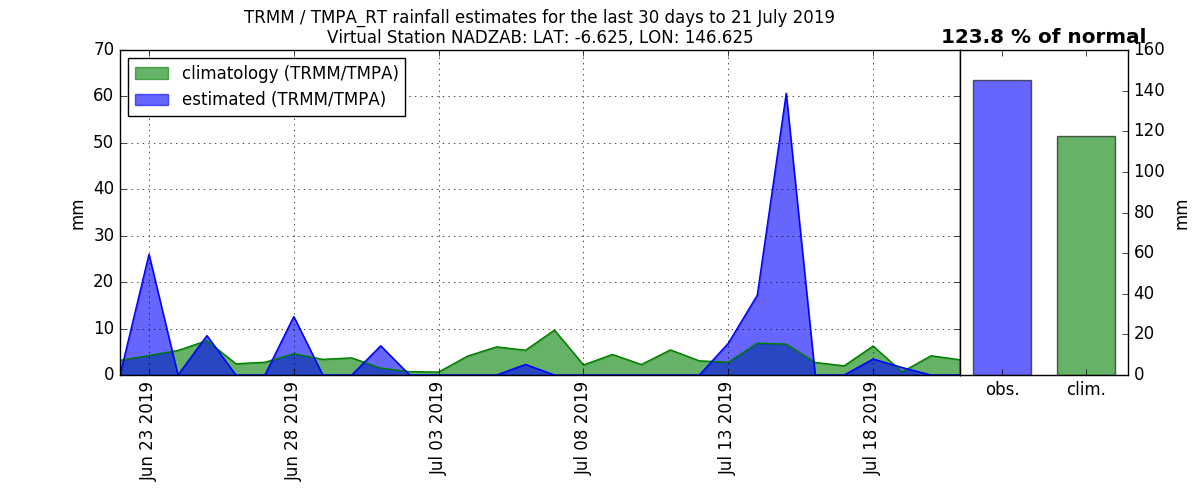 TRMM / TMPA_RT rainfall estimates for the last 30 days to 21 July 2019
Virtual Station NADZAB: LAT: -6.625, LON: 146.625
123.8 % of normal
climatology (TRMM/TMPA)
estimated (TRMM/TMPA)
70
60
50
40
30
20
10
0
mm
Jun 23 2019
Jun 28 2019
Jul 03 2019
Jul 08 2019
Jul 13 2019
Jul 18 2019
160
140
120
100
80
60
40
20
0
mm
obs.
clim.